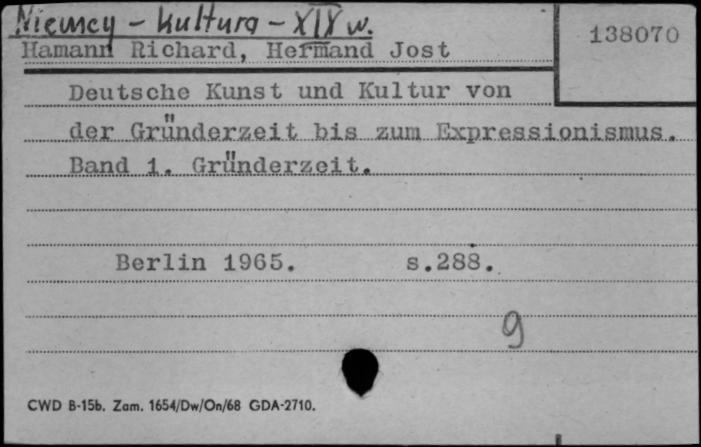 Niemcy - Kultura - XIX w.
138070
Hamann Richard, Hermand Jost
Deutsche Kunst und Kultur von
der Gründerzeit bis zum Expressionismus.
Band 1. Gründerzeit.
Berlin 1965. s.288.
9
CWD B-15b. Zam. 1654/Dw/On/68 GDA-2710.